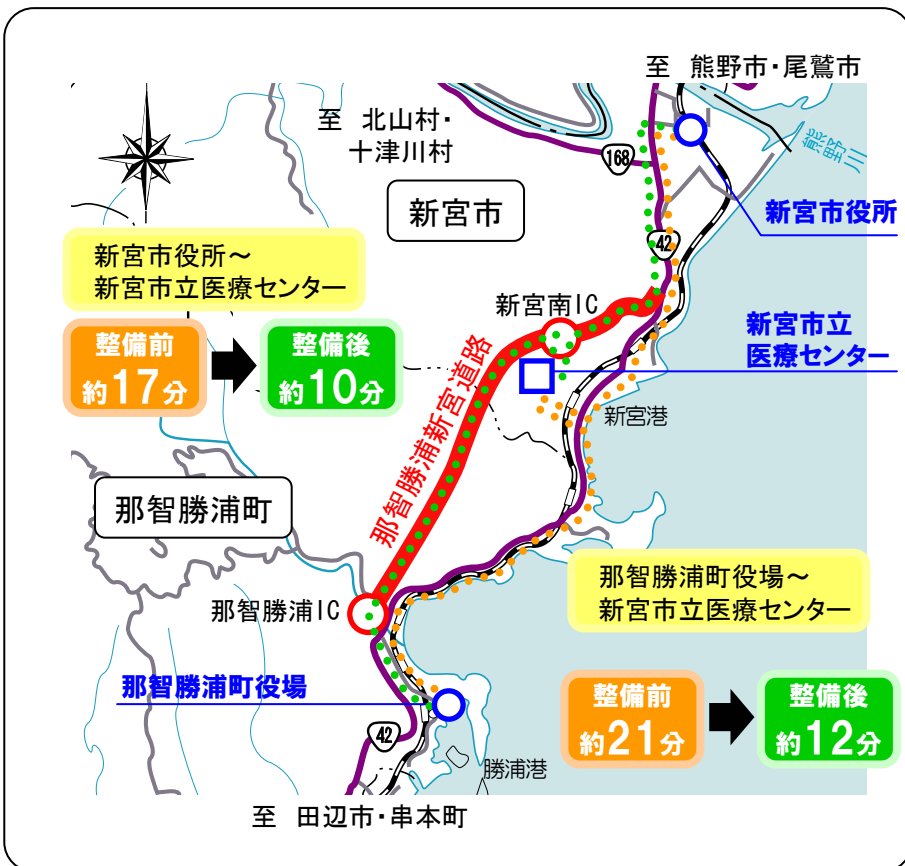 至 熊野市・尾鷲市
至 北山村・
十津川村
168
熊野川
新宮市
新宮市役所
42
新宮市役所～
新宮市立医療センター
整備前
約17分
整備後
約10分
新宮南IC
新宮市立
医療センター
那智勝浦新宮道路
新宮港
那智勝浦町
那智勝浦町役場～
新宮市立医療センター
那智勝浦IC
那智勝浦町役場
整備前
約21分
整備後
約12分
42
勝浦港
至 田辺市・串本町